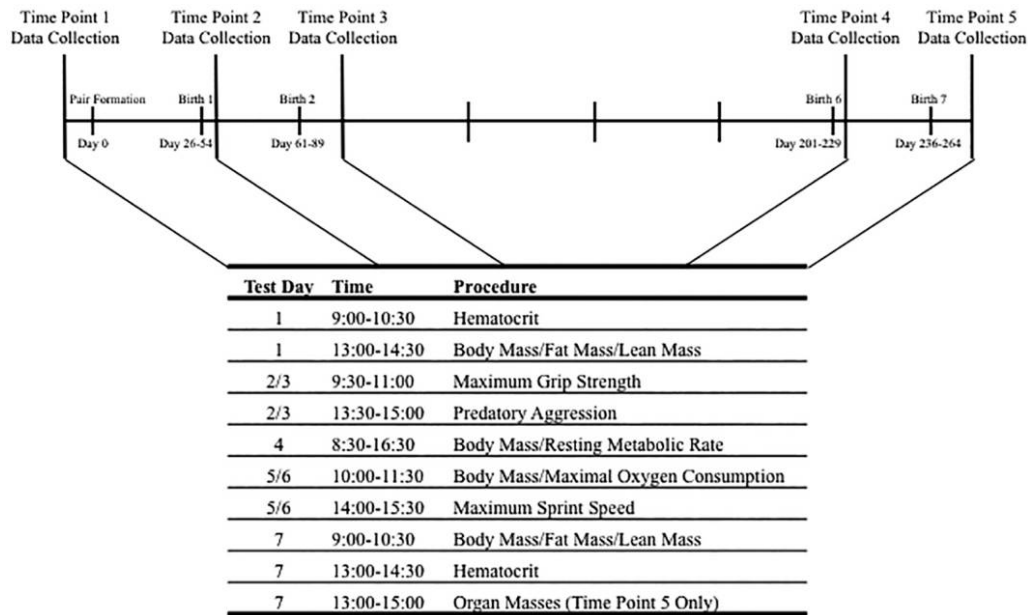 Time Point 1 Time Point 2 Time Point 3 Time Point 4 Time Point 5
Data Collection Data Collection Data Collection Data Collection Data Collection
Pair Formation Birth 1 Birth 2 Birth 6 Birth 7
Day 0 Day 26-54 Day 61-89 Day 201-229 Day 236-264
Test Day Time Procedure
1 9:00-10:30 Hematocrit
1 13:00-14:30 Body Mass/Fat Mass/Lean Mass
2/3 9:30-11:00 Maximum Grip Strength
2/3 13:30-15:00 Predatory Aggression
4 8:30-16:30 Body Mass/Resting Metabolic Rate
5/6 10:00-11:30 Body Mass/Maximal Oxygen Consumption
5/6 14:00-15:30 Maximum Sprint Speed
7 9:00-10:30 Body Mass/Fat Mass/Lean Mass
7 13:00-14:30 Hematocrit
7 13:00-15:00 Organ Masses (Time Point 5 Only)